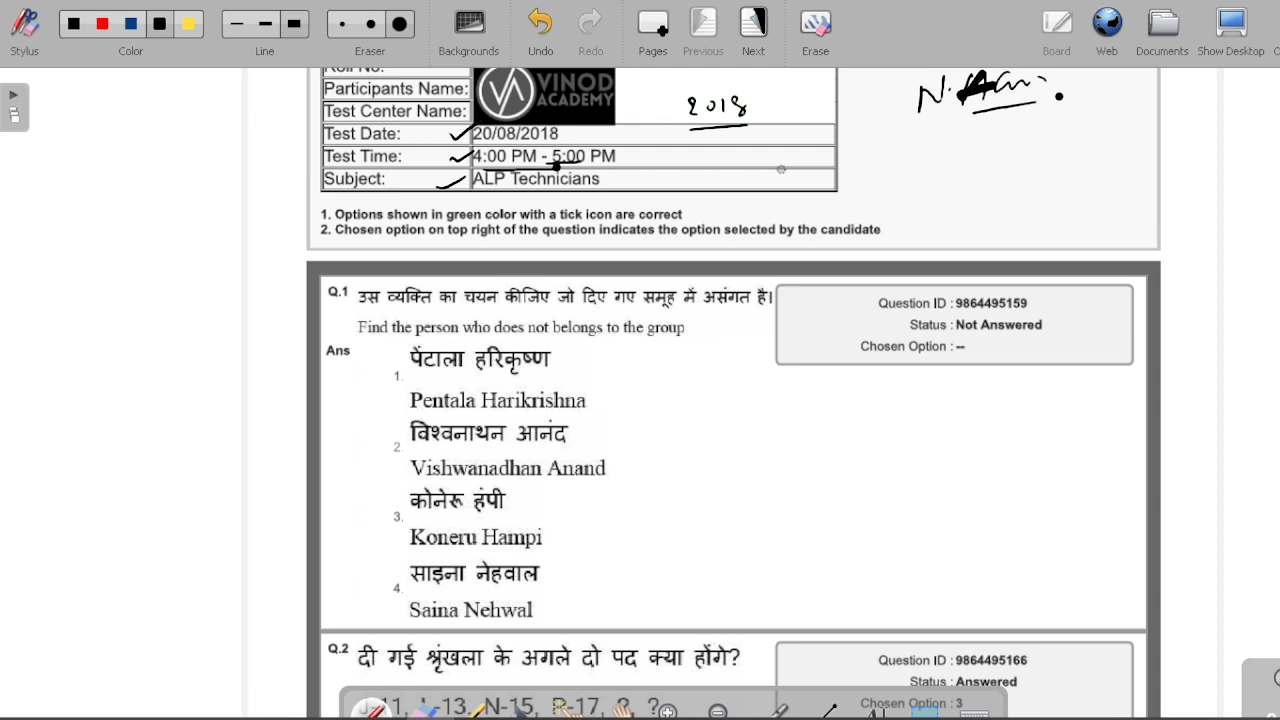 Stylus
Color
Line
Eraser
Backgrounds
Undo
Redo
Pages
Previous
Next
Erase
Board
Web
Documents
Show Desktop
Roll No:
Participants Name:
VINOD ACADEMY
Test Center Name:
2018
Test Date: 20/08/2018
Test Time: 4:00 PM - 5:00 PM
Subject: ALP Technicians
1. Options shown in green color with a tick icon are correct
2. Chosen option on top right of the question indicates the option selected by the candidate
Q.1 उस व्यक्ति का चयन कीजिए जो दिए गए समूह में असंगत है।
Find the person who does not belongs to the group
Question ID : 9864495159
Status : Not Answered
Chosen Option : --
Ans
1. पेंटाला हरिकृष्ण
Pentala Harikrishna
2. विश्वनाथन आनंद
Vishwanadhan Anand
3. कोनेरू हंपी
Koneru Hampi
4. साइना नेहवाल
Saina Nehwal
Q.2 दी गई श्रृंखला के अगले दो पद क्या होंगे?
J-11, L-13, N-15, P-17, ?, ?
Question ID : 9864495166
Status : Answered
Chosen Option : 3